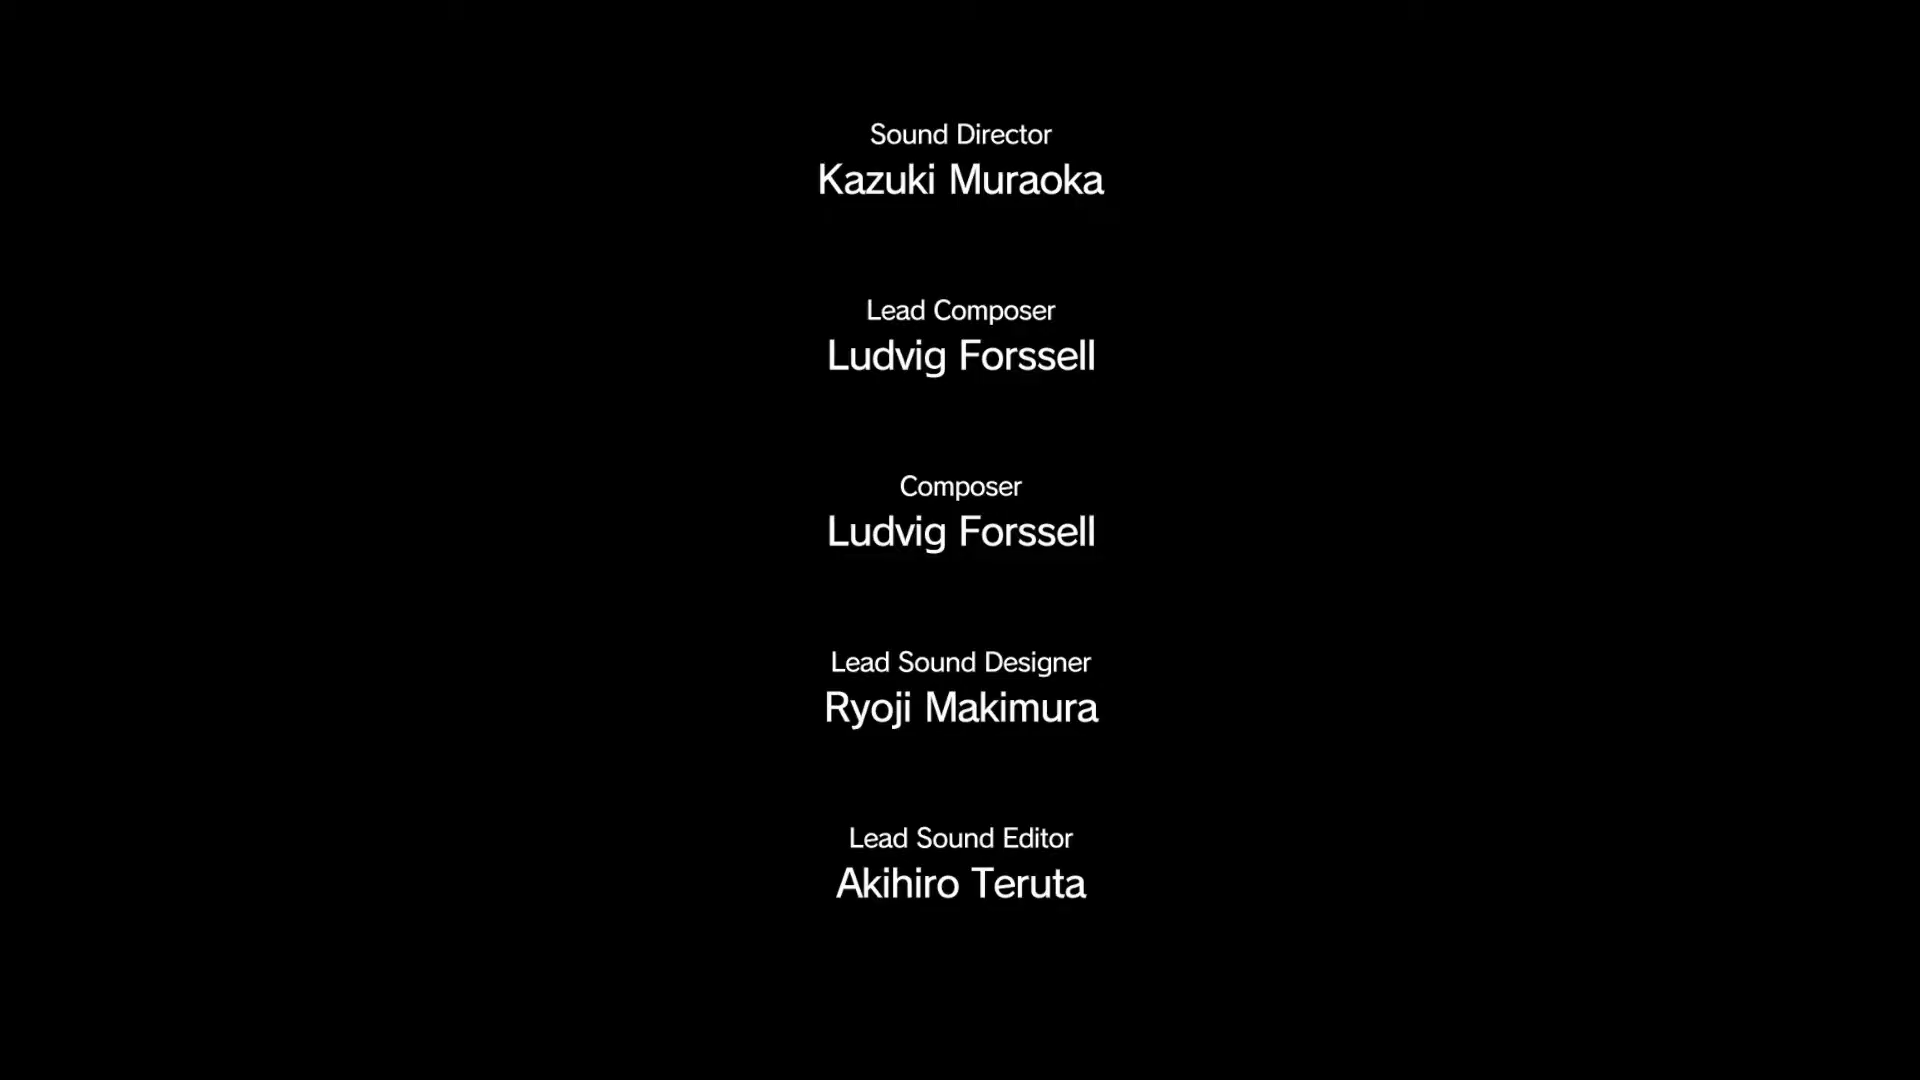 Sound Director
Kazuki Muraoka
Lead Composer
Ludvig Forssell
Composer
Ludvig Forssell
Lead Sound Designer
Ryoji Makimura
Lead Sound Editor
Akihiro Teruta